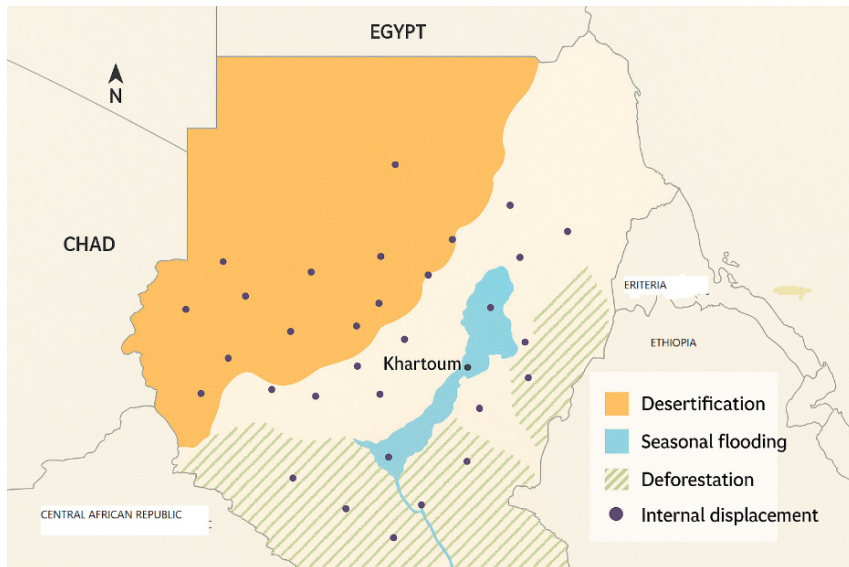 EGYPT
N
CHAD
ERITERIA
ETHIOPIA
Khartoum
Desertification
Seasonal flooding
Deforestation
Internal displacement
CENTRAL AFRICAN REPUBLIC